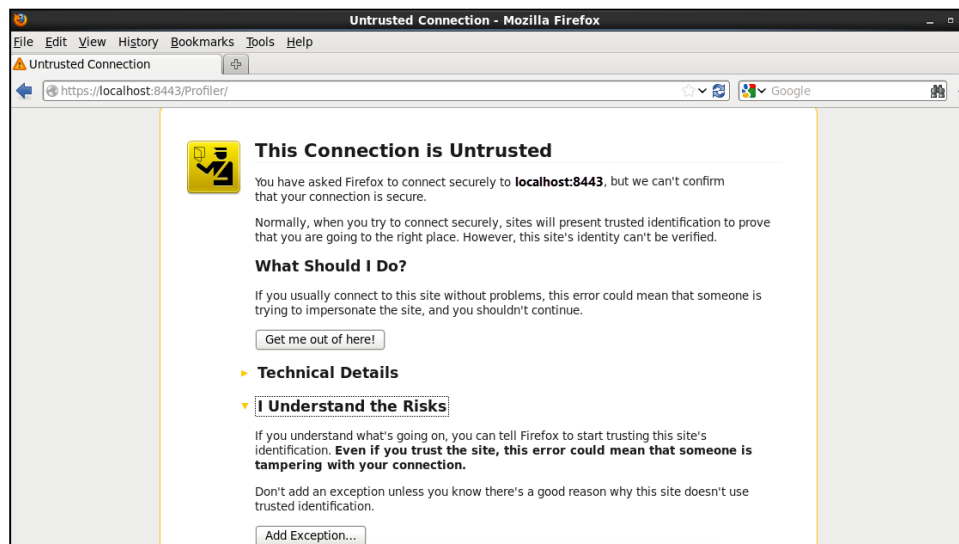 Untrusted Connection - Mozilla Firefox
File Edit View History Bookmarks Tools Help
Untrusted Connection
https://localhost:8443/Profiler/
Google
This Connection is Untrusted
You have asked Firefox to connect securely to localhost:8443, but we can't confirm
that your connection is secure.
Normally, when you try to connect securely, sites will present trusted identification to prove
that you are going to the right place. However, this site's identity can't be verified.
What Should I Do?
If you usually connect to this site without problems, this error could mean that someone is
trying to impersonate the site, and you shouldn't continue.
Get me out of here!
Technical Details
I Understand the Risks
If you understand what's going on, you can tell Firefox to start trusting this site's
identification. Even if you trust the site, this error could mean that someone is
tampering with your connection.
Don't add an exception unless you know there's a good reason why this site doesn't use
trusted identification.
Add Exception...